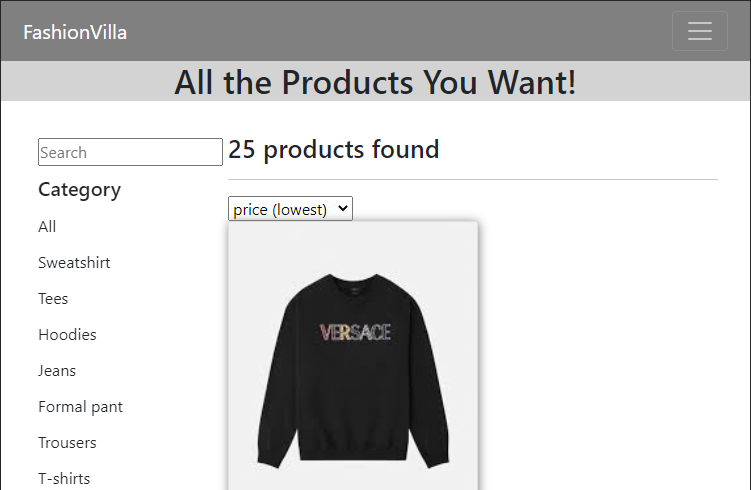 FashionVilla
All the Products You Want!
Search
25 products found
Category
price (lowest)
All
Sweatshirt
Tees
Hoodies
Jeans
Formal pant
Trousers
T-shirts
VERSACE